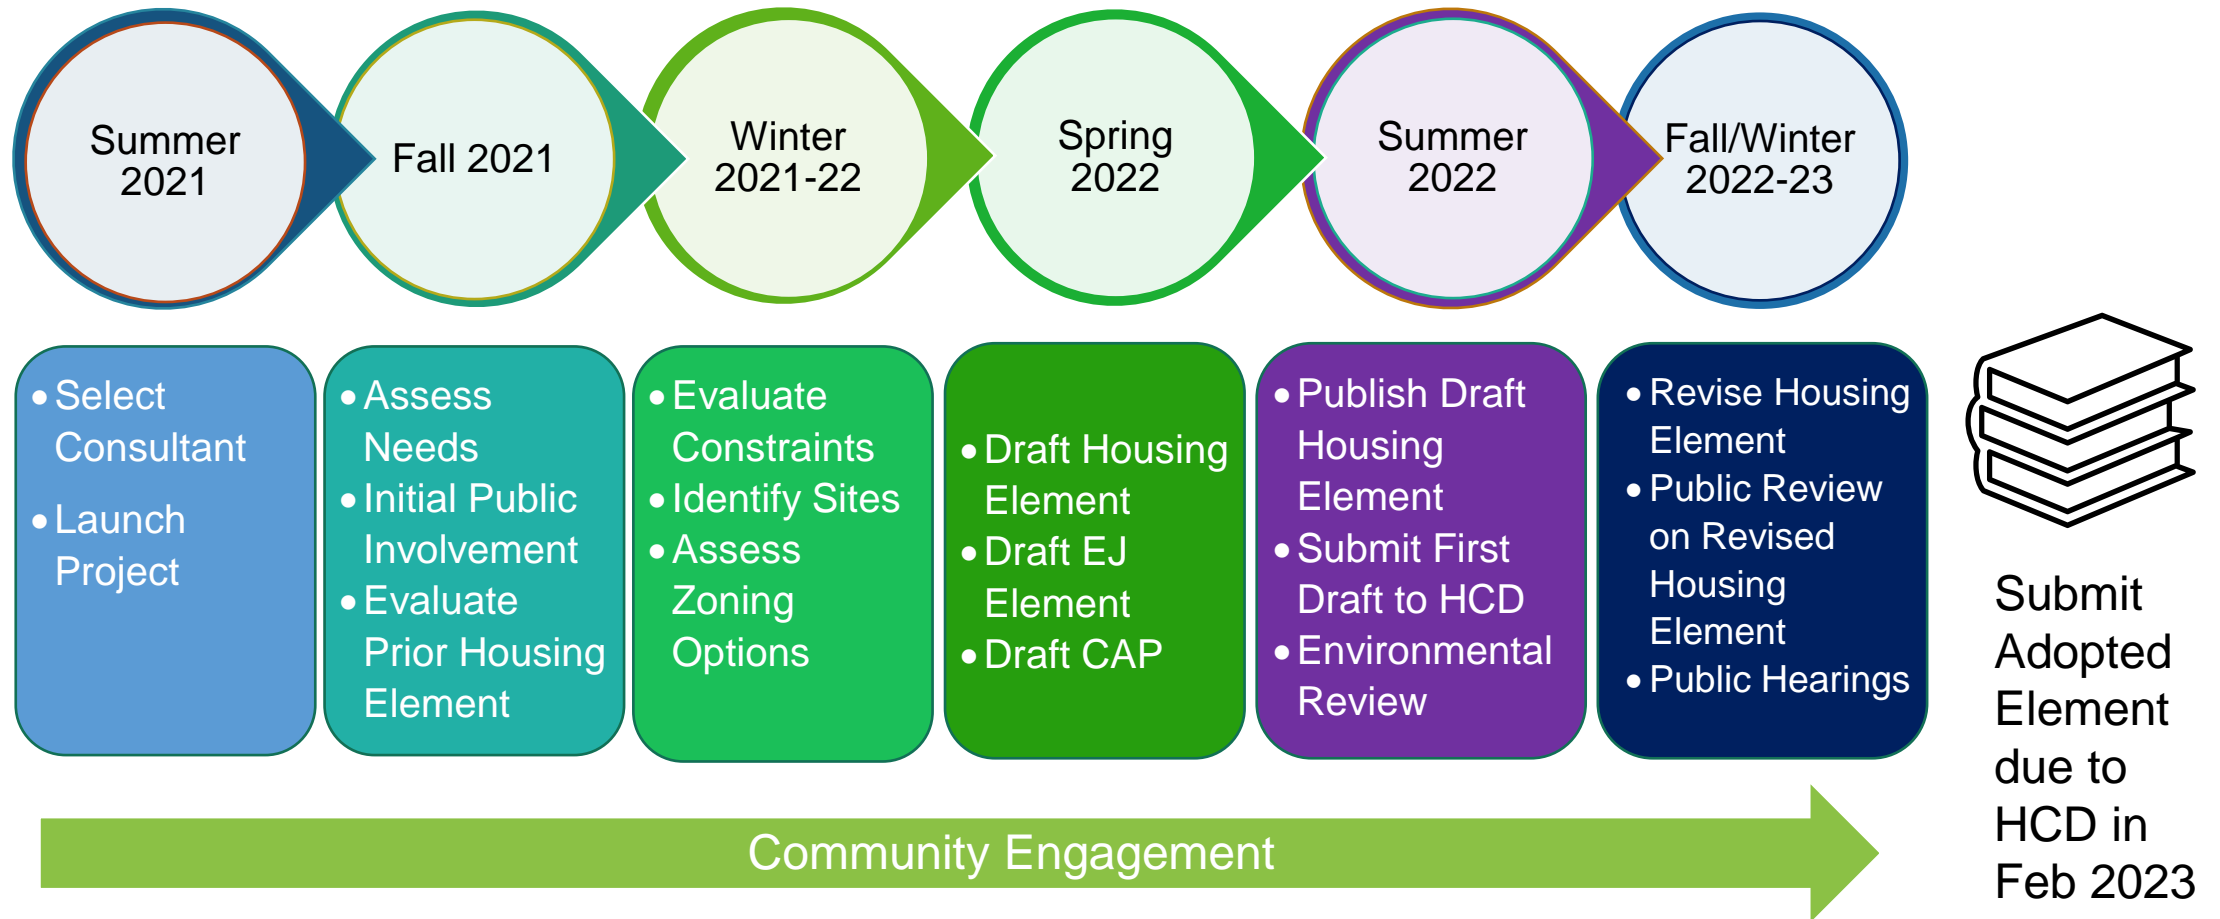 Summer
2021
Fall 2021
Winter
2021-22
Spring
2022
Summer
2022
Fall/Winter
2022-23
• Select
Consultant
• Launch
Project
• Assess
Needs
• Initial Public
Involvement
• Evaluate
Prior Housing
Element
• Evaluate
Constraints
• Identify Sites
• Assess
Zoning
Options
• Draft Housing
Element
• Draft EJ
Element
• Draft CAP
• Publish Draft
Housing
Element
• Submit First
Draft to HCD
• Environmental
Review
• Revise Housing
Element
• Public Review
on Revised
Housing
Element
• Public Hearings
Submit
Adopted
Element
due to
HCD in
Feb 2023
Community Engagement